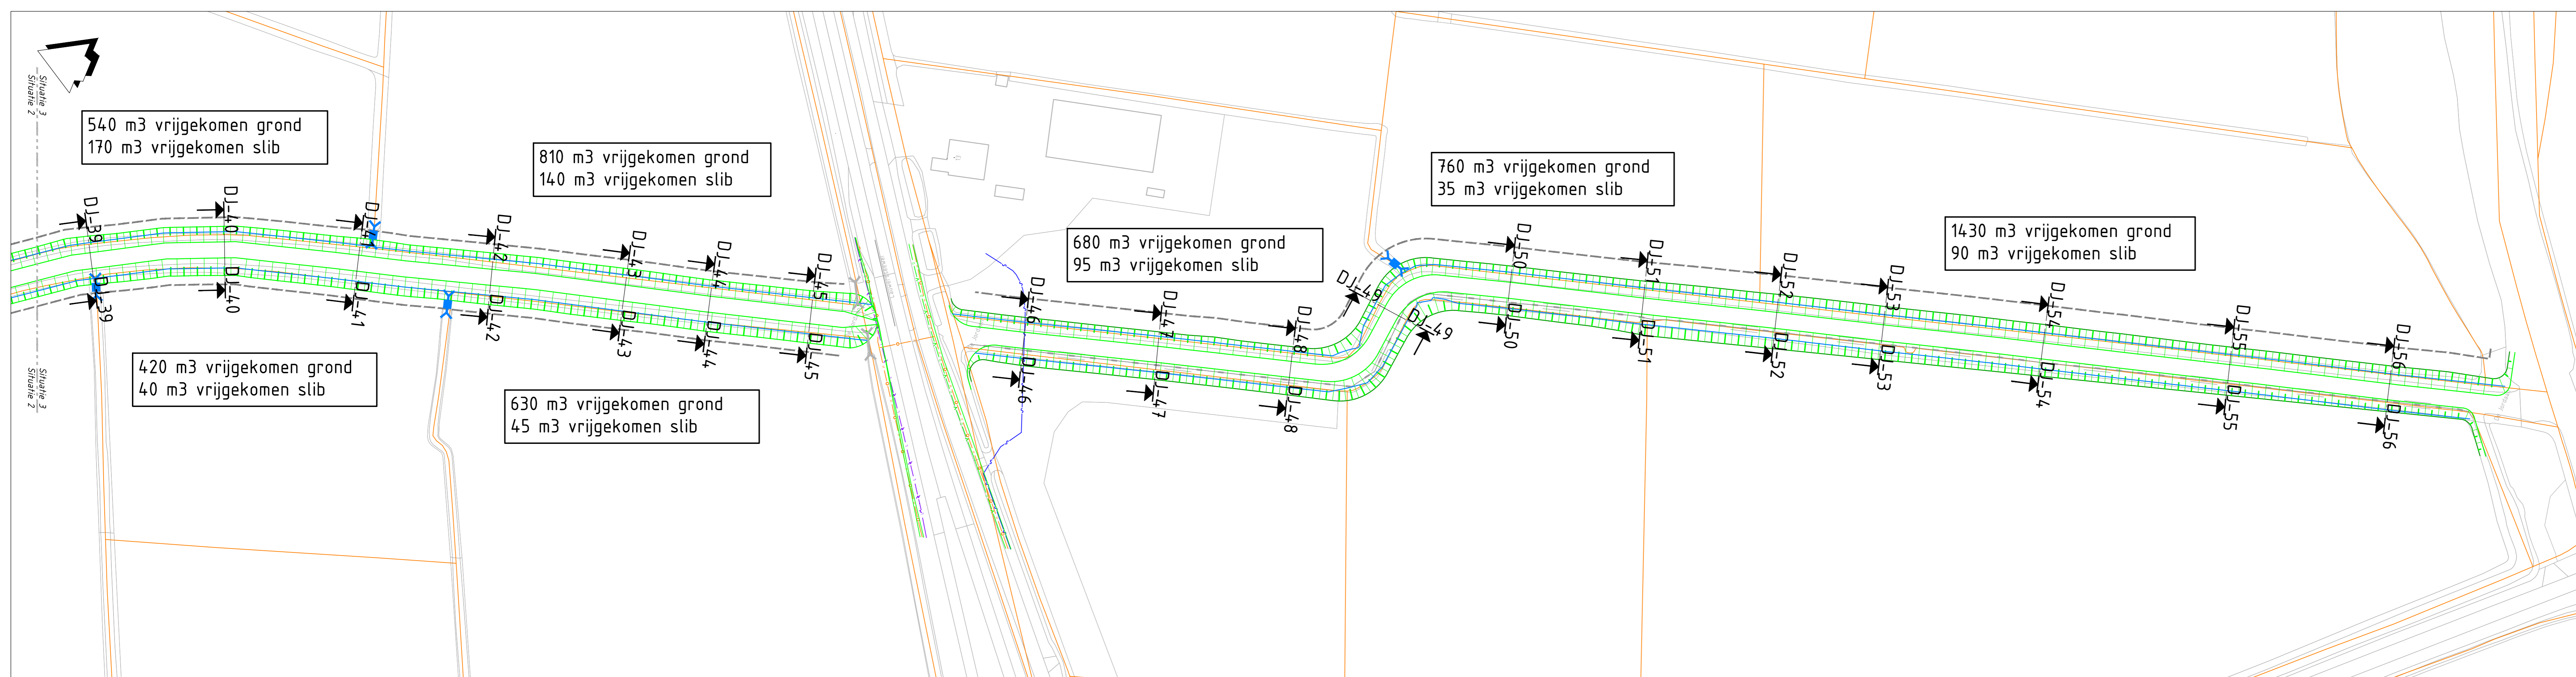 Situatie 3
Situatie 2
540 m3 vrijgekomen grond
170 m3 vrijgekomen slib
810 m3 vrijgekomen grond
140 m3 vrijgekomen slib
760 m3 vrijgekomen grond
35 m3 vrijgekomen slib
680 m3 vrijgekomen grond
95 m3 vrijgekomen slib
1430 m3 vrijgekomen grond
90 m3 vrijgekomen slib
DJ-39
DJ-40
DJ-41
DJ-42
DJ-43
DJ-44
DJ-45
DJ-46
DJ-47
DJ-48
DJ-49
DJ-50
DJ-51
DJ-52
DJ-53
DJ-54
DJ-55
DJ-56
DJ-39
DJ-40
DJ-41
DJ-42
DJ-43
DJ-44
DJ-45
DJ-46
DJ-47
DJ-48
DJ-49
DJ-50
DJ-51
DJ-52
DJ-53
DJ-54
DJ-55
DJ-56
Situatie 3
Situatie 2
420 m3 vrijgekomen grond
40 m3 vrijgekomen slib
630 m3 vrijgekomen grond
45 m3 vrijgekomen slib